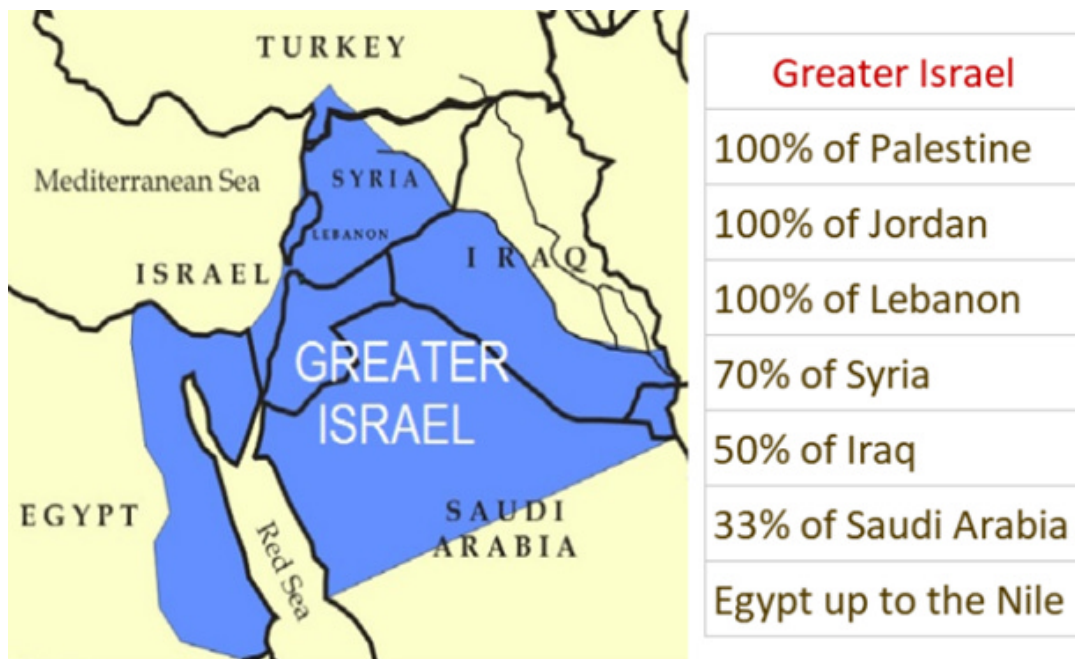 TURKEY
Mediterranean Sea
SYRIA
LEBANON
ISRAEL
IRAQ
GREATER
ISRAEL
EGYPT
Red Sea
SAUDI
ARABIA
Greater Israel
100% of Palestine
100% of Jordan
100% of Lebanon
70% of Syria
50% of Iraq
33% of Saudi Arabia
Egypt up to the Nile